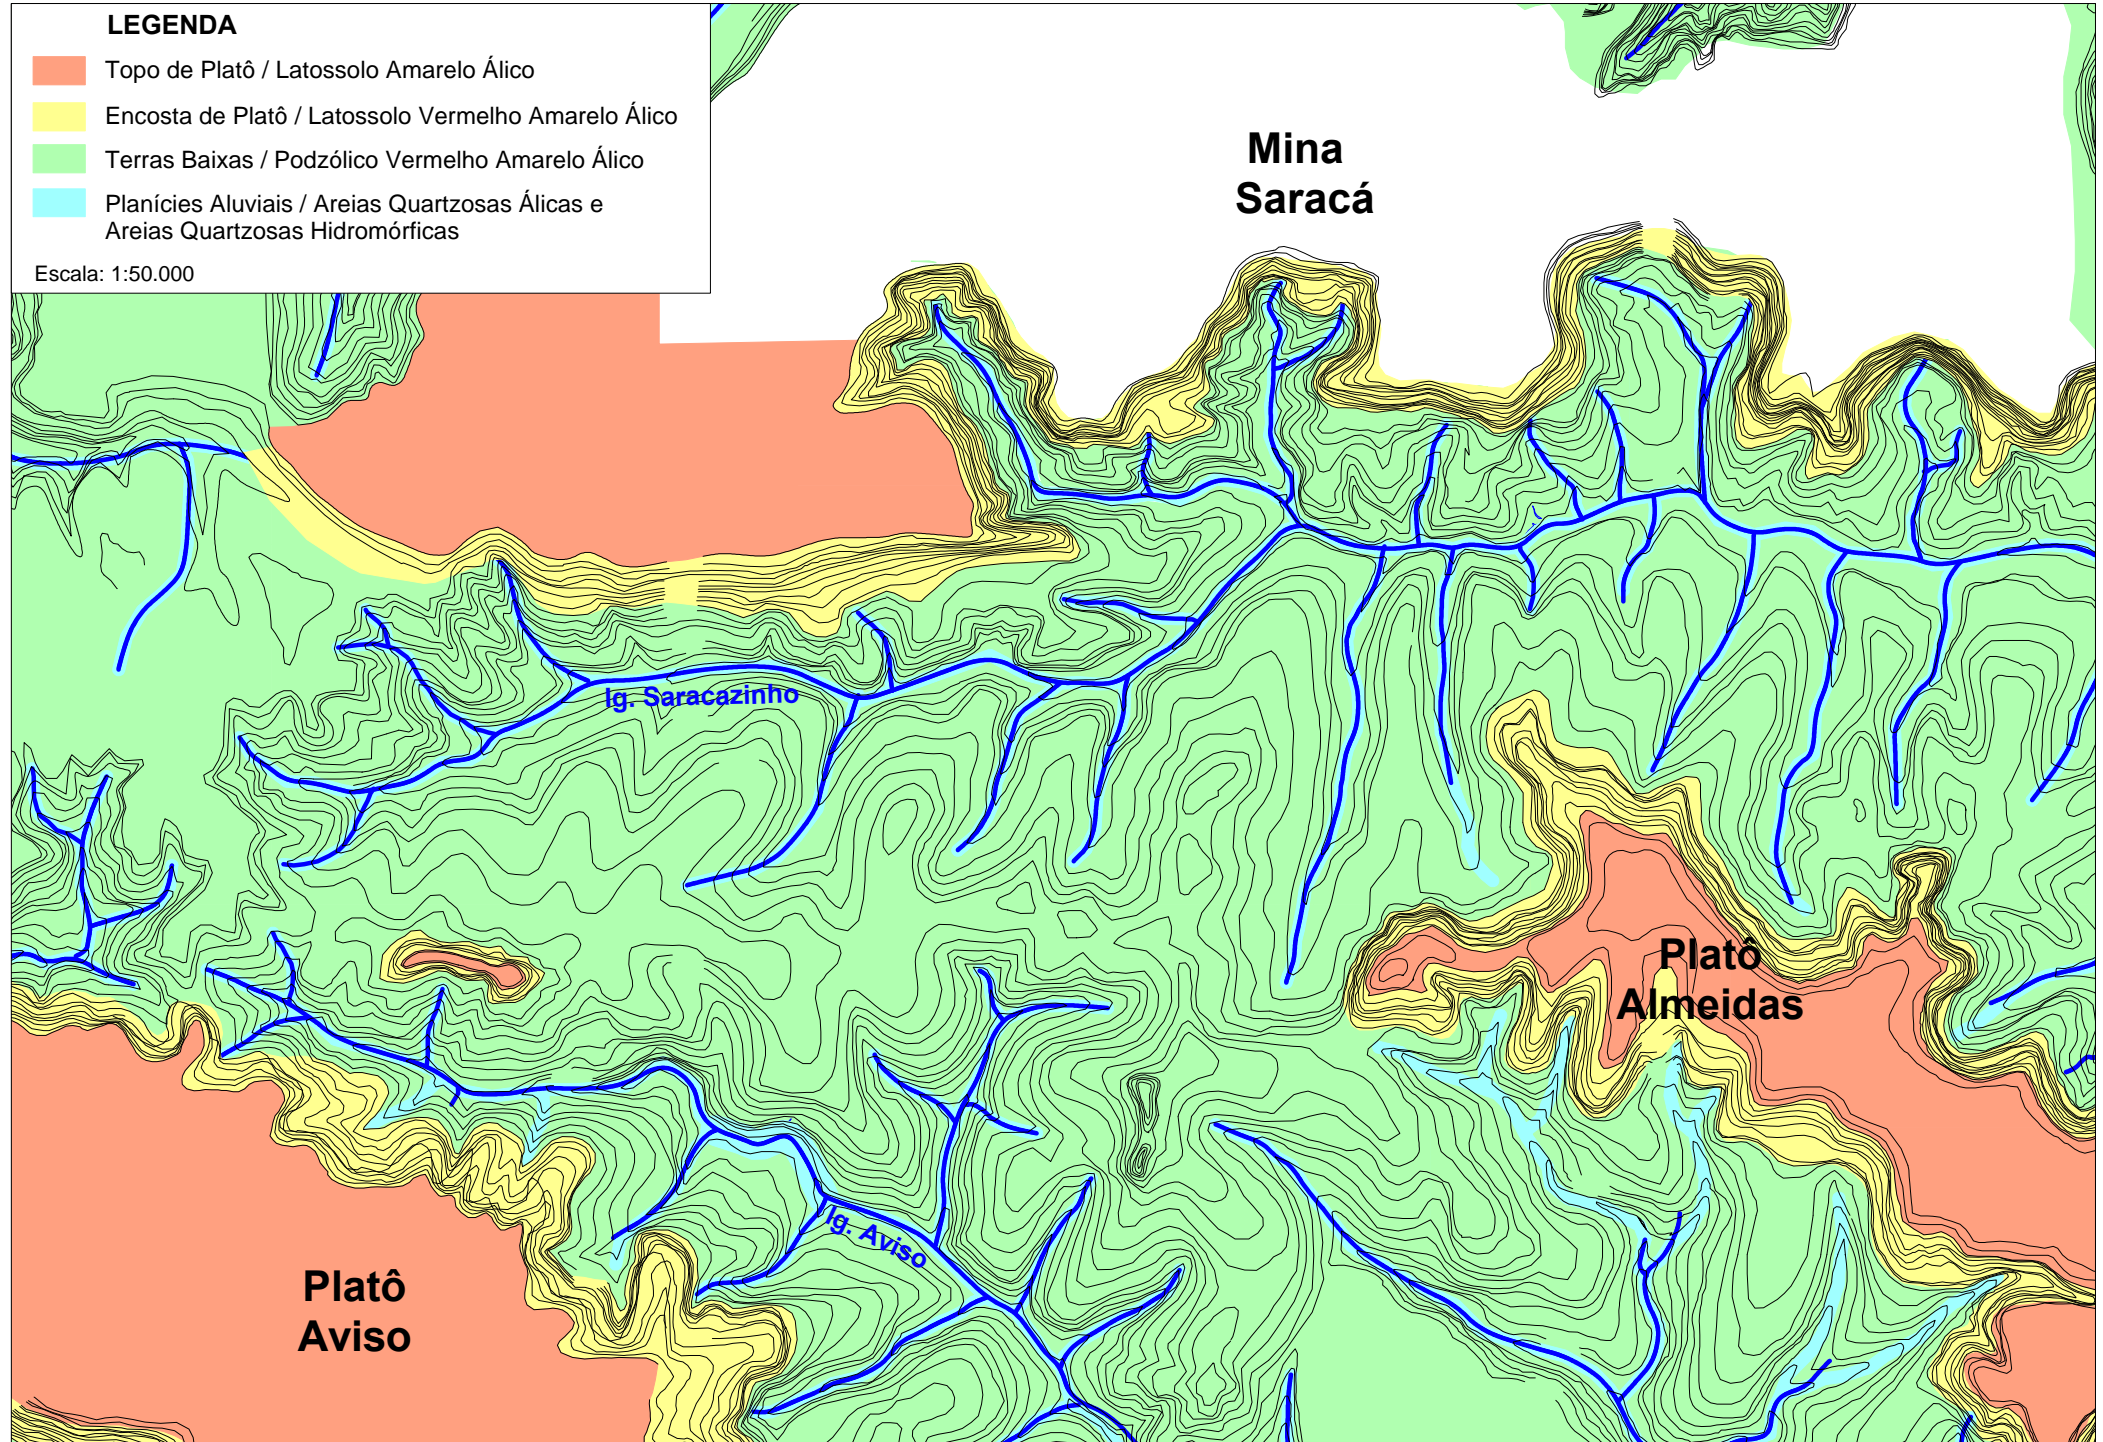 LEGENDA
Topo de Platô / Latossolo Amarelo Álico
Encosta de Platô / Latossolo Vermelho Amarelo Álico
Terras Baixas / Podzólico Vermelho Amarelo Álico
Planícies Aluviais / Areias Quartzosas Álicas e
Areias Quartzosas Hidromórficas
Escala: 1:50.000
Mina
Saracá
Ig. Saracazinho
Platô
Almeidas
Ig. Aviso
Platô
Aviso